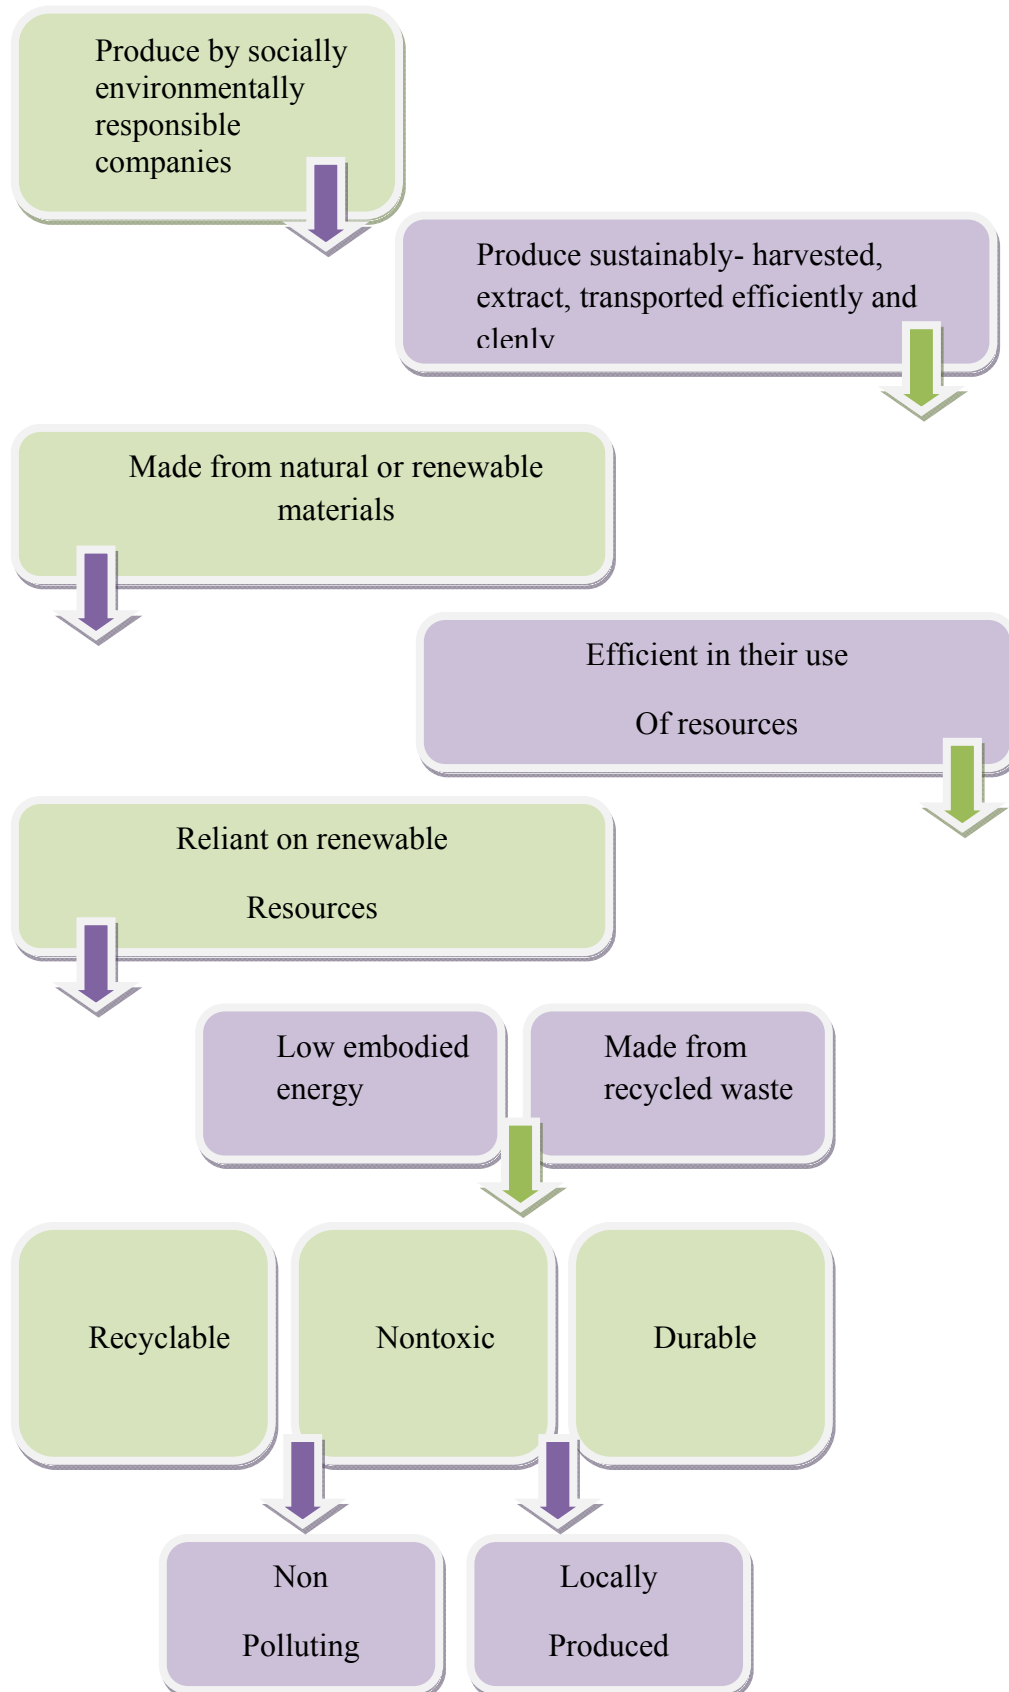 Produce by socially
environmentally
responsible
companies
Produce sustainably- harvested,
extract, transported efficiently and
clenly
Made from natural or renewable
materials
Efficient in their use
Of resources
Reliant on renewable
Resources
Low embodied
energy
Made from
recycled waste
Recyclable
Nontoxic
Durable
Non
Polluting
Locally
Produced